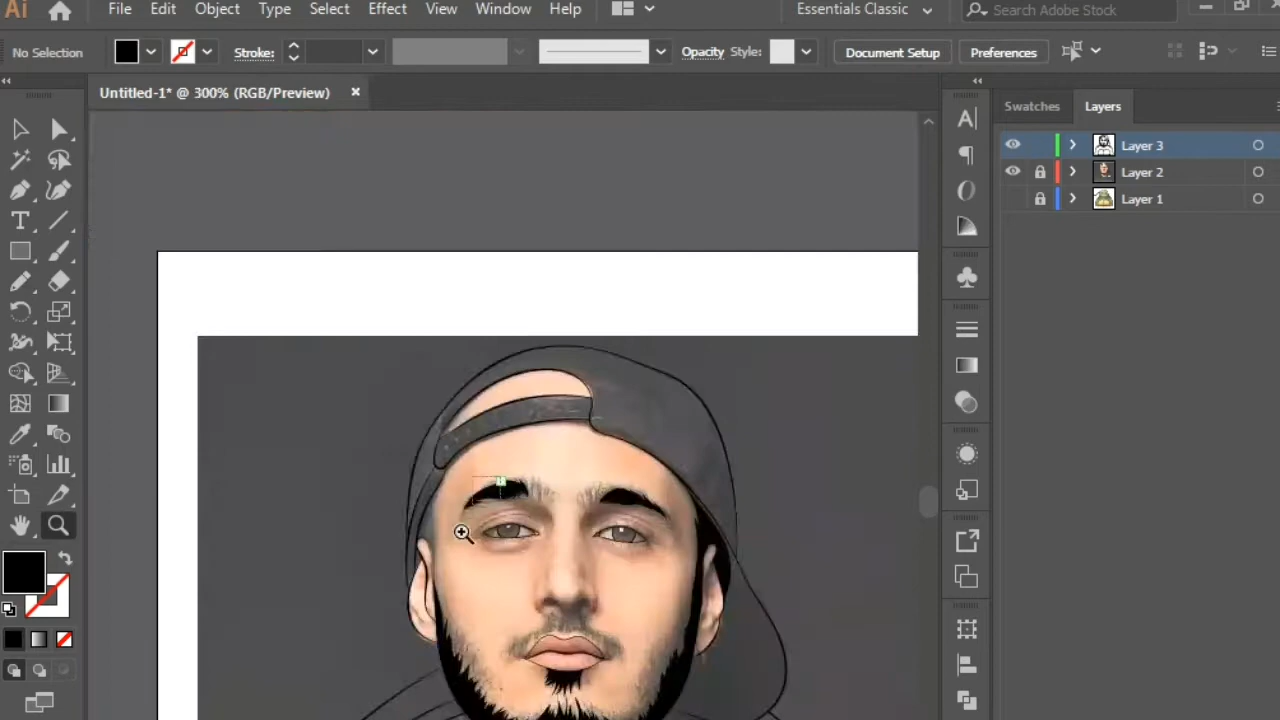 Ai File Edit Object Type Select Effect View Window Help Essentials Classic Search Adobe Stock
No Selection Stroke: Opacity Style: Document Setup Preferences
Untitled-1* @ 300% (RGB/Preview)
Swatches Layers
Layer 3
Layer 2
Layer 1